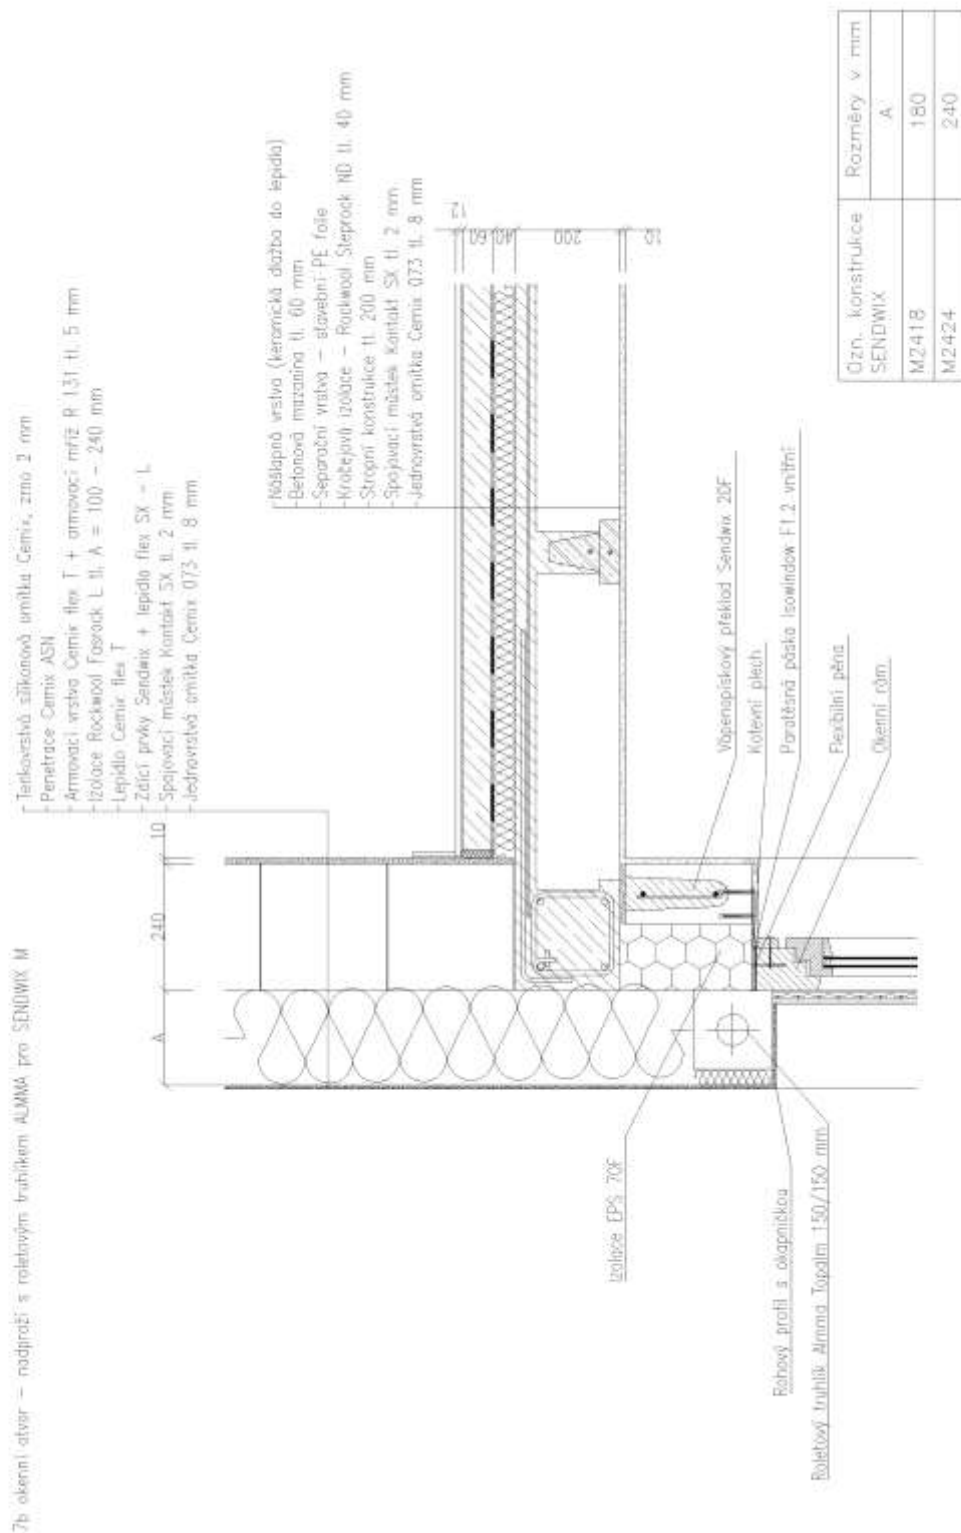 7b okenní otvor – nadpraží s roletovým truhlíkem ALMMA pro SENDWIX M
Tenkovrstvá silikonová omítka Cemix, zrno 2 mm
Penetrace Cemix ASN
Armovací vrstva Cemix flex T + armovací mříž R 131 tl. 5 mm
Izolace Rockwool Fasrock L tl. A = 100 – 240 mm
Lepidlo Cemix flex T
Zdící prvky Sendwix + lepidlo flex SX – L
Spojovací můstek Kontakt SX tl. 2 mm
Jednovrstvá omítka Cemix 073 tl. 8 mm
A
240
10
Nášlapná vrstva (keramická dlažba do lepidla)
Betonová mazanina tl. 60 mm
Separační vrstva – stavební PE folie
Kročejová izolace – Rockwool Steprock ND tl. 40 mm
Stropní konstrukce tl. 200 mm
Spojovací můstek Kontakt SX tl. 2 mm
Jednovrstvá omítka Cemix 073 tl. 8 mm
60
40
200
10
Izolace EPS 70F
Rohový profil s okapničkou
Roletový truhlík Almma Topalm 150/150 mm
Vápenopískový překlad Sendwix 2DF
Kotevní plech
Parotěsná páska Isowindow F1.2 vnitřní
Flexibilní pěna
Okenní rám
Ozn. konstrukce SENDWIX
Rozměry v mm
A
M2418 180
M2424 240